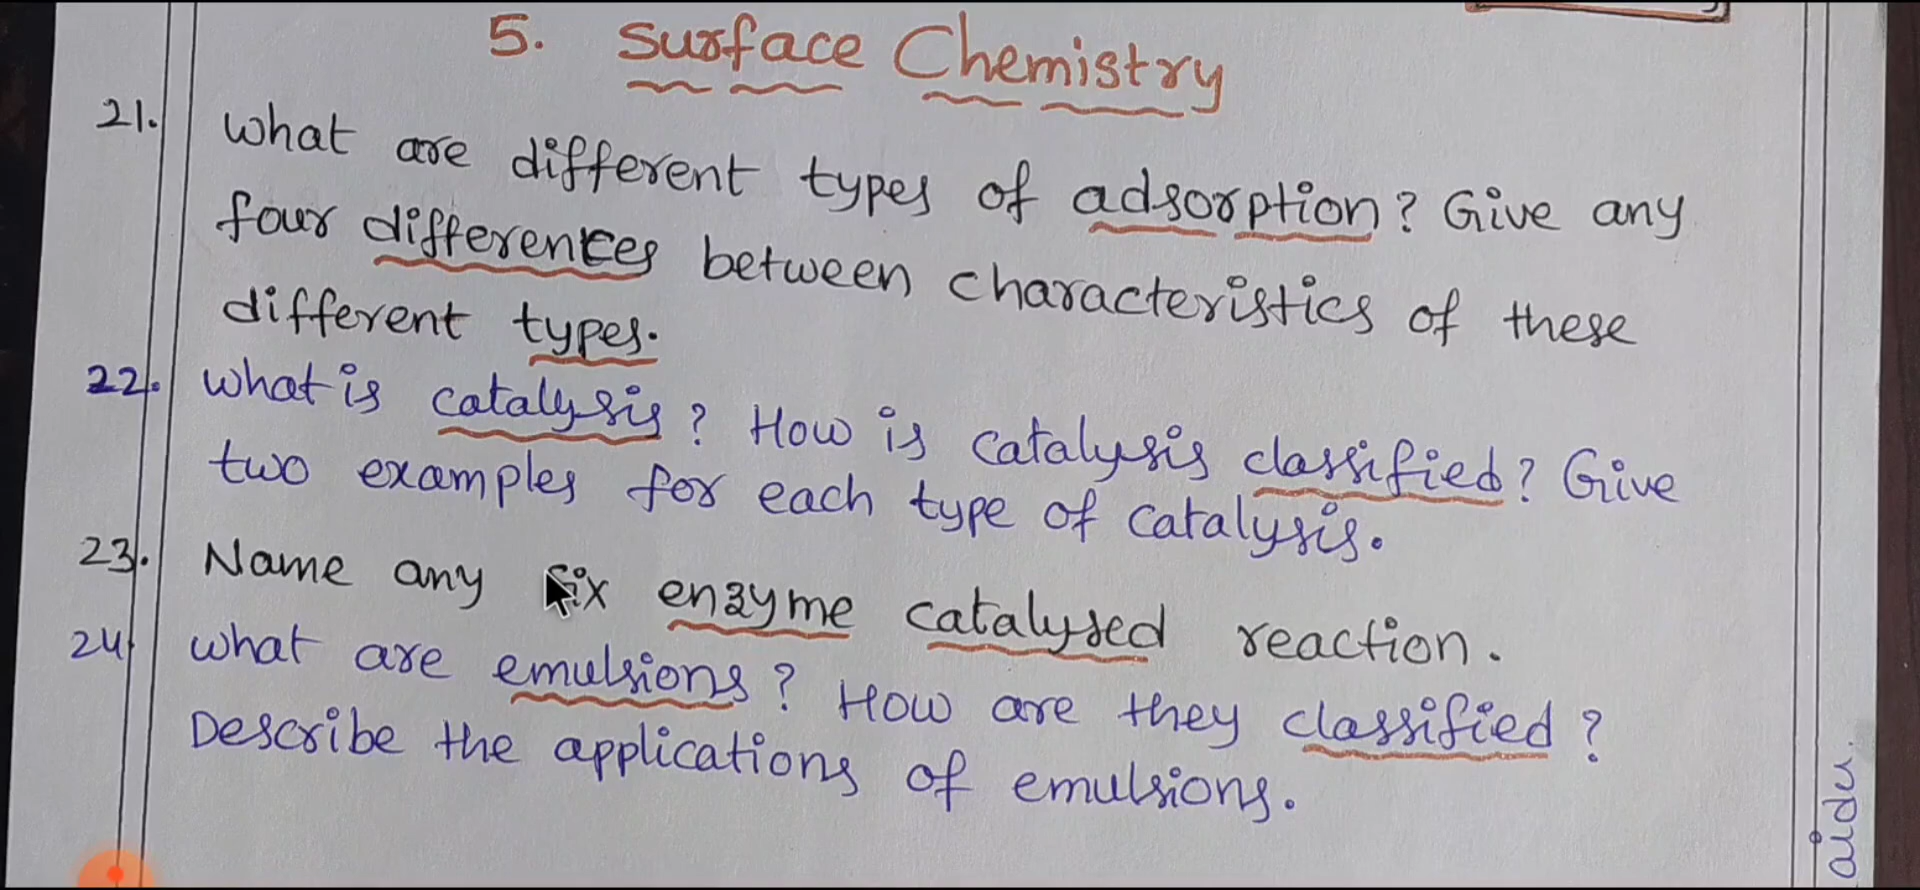 5. Surface Chemistry
21. What are different types of adsorption? Give any
four differences between characteristics of these
different types.
22. What is catalysis? How is catalysis classified? Give
two examples for each type of catalysis.
23. Name any six enzyme catalysed reaction.
24. What are emulsions? How are they classified?
Describe the applications of emulsions.